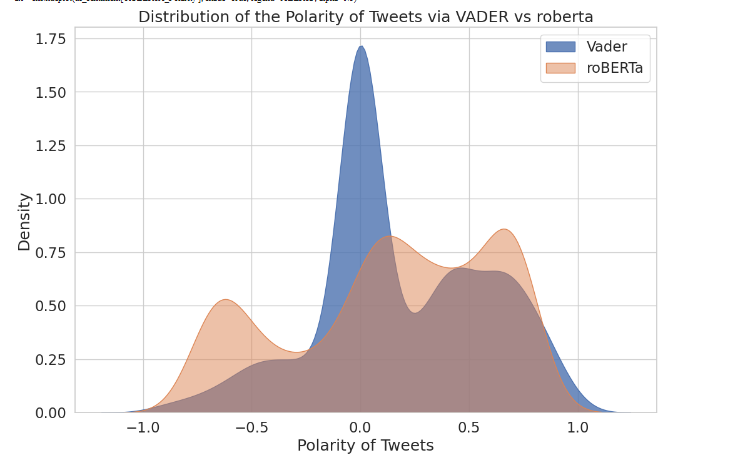 Distribution of the Polarity of Tweets via VADER vs roberta
Vader
roBERTa
1.75
1.50
1.25
1.00
0.75
0.50
0.25
0.00
Density
−1.0 −0.5 0.0 0.5 1.0
Polarity of Tweets